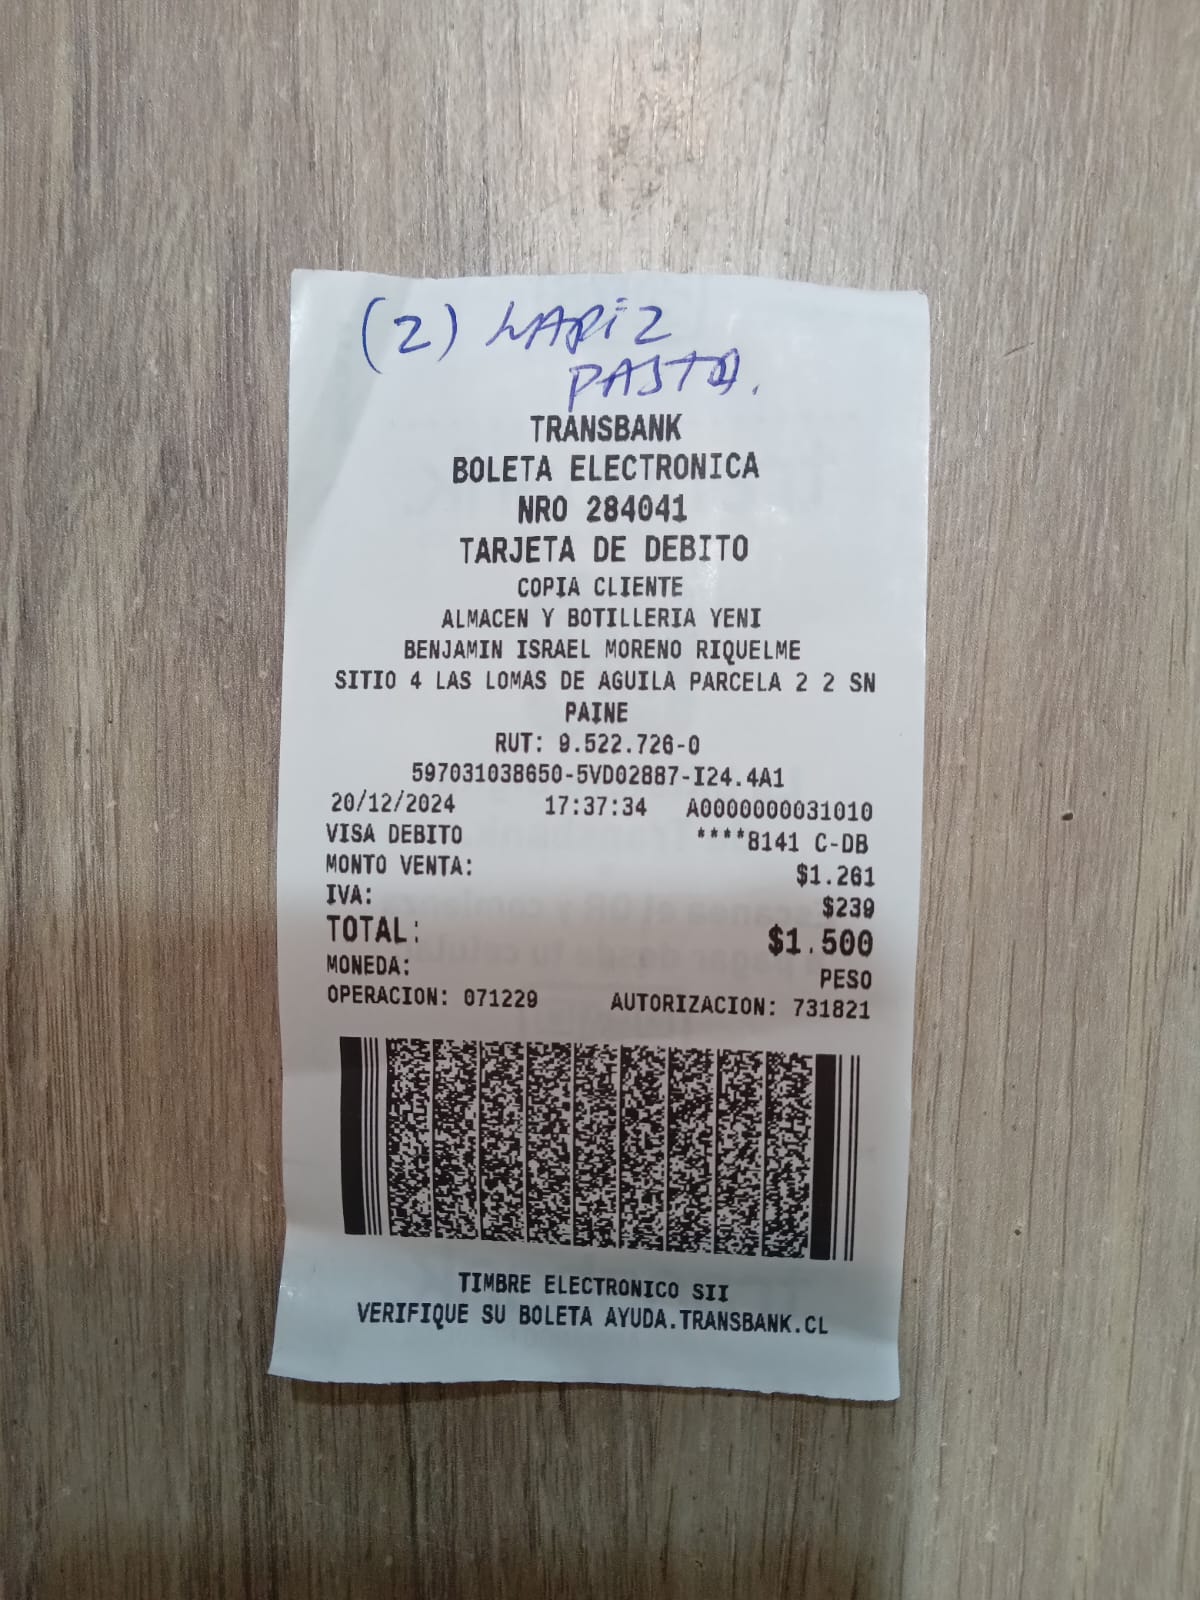 (2) LAPIZ
PASTA.
TRANSBANK
BOLETA ELECTRONICA
NRO 284041
TARJETA DE DEBITO
COPIA CLIENTE
ALMACEN Y BOTILLERIA YENI
BENJAMIN ISRAEL MORENO RIQUELME
SITIO 4 LAS LOMAS DE AGUILA PARCELA 2 2 SN
PAINE
RUT: 9.522.726-0
597031038650-5VD02887-I24.4A1
20/12/2024 17:37:34 A0000000031010
VISA DEBITO ****8141 C-DB
MONTO VENTA: $1.261
IVA: $239
TOTAL: $1.500
MONEDA: PESO
OPERACION: 071229 AUTORIZACION: 731821
TIMBRE ELECTRONICO SII
VERIFIQUE SU BOLETA AYUDA.TRANSBANK.CL